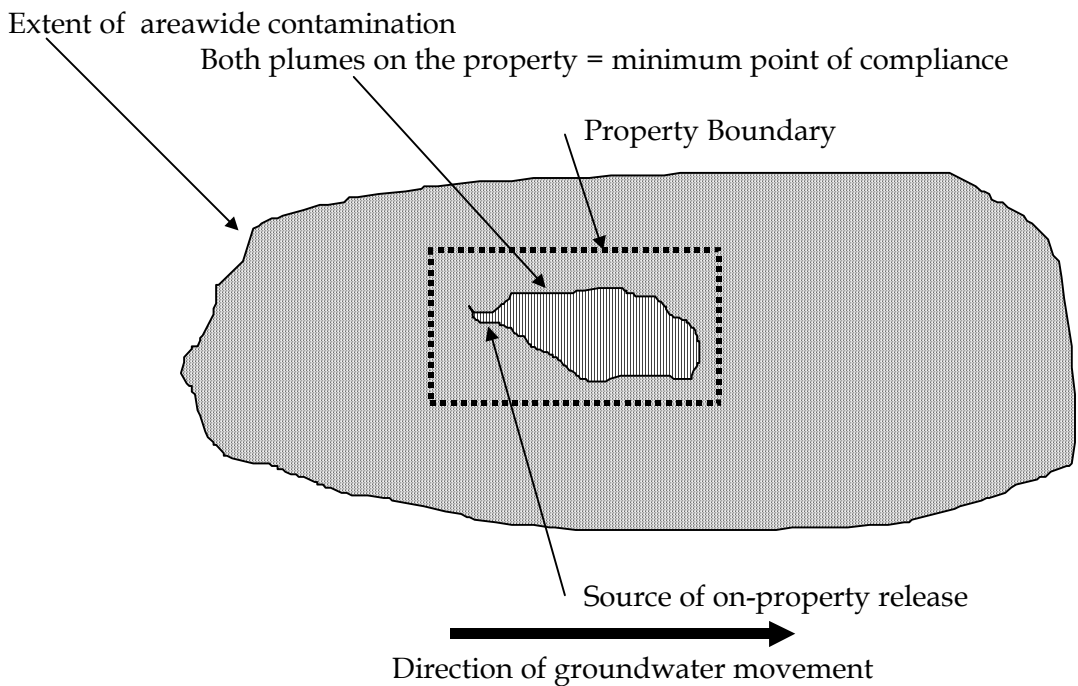 Extent of areawide contamination
Both plumes on the property = minimum point of compliance
Property Boundary
Source of on-property release
Direction of groundwater movement